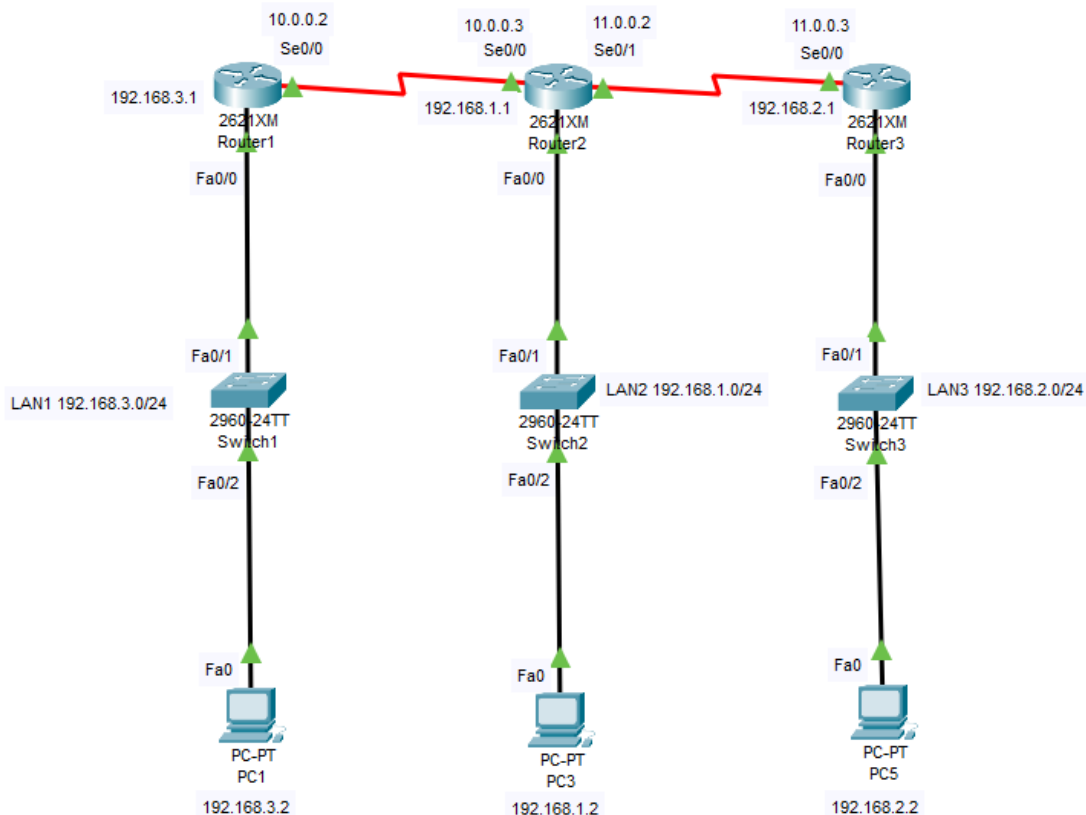 10.0.0.2
10.0.0.3
11.0.0.2
11.0.0.3
Se0/0
Se0/0
Se0/1
Se0/0
192.168.3.1
192.168.1.1
192.168.2.1
2621XM
Router1
2621XM
Router2
2621XM
Router3
Fa0/0
Fa0/0
Fa0/0
Fa0/1
Fa0/1
Fa0/1
LAN1 192.168.3.0/24
LAN2 192.168.1.0/24
LAN3 192.168.2.0/24
2960-24TT
Switch1
2960-24TT
Switch2
2960-24TT
Switch3
Fa0/2
Fa0/2
Fa0/2
Fa0
Fa0
Fa0
PC-PT
PC1
PC-PT
PC3
PC-PT
PC5
192.168.3.2
192.168.1.2
192.168.2.2